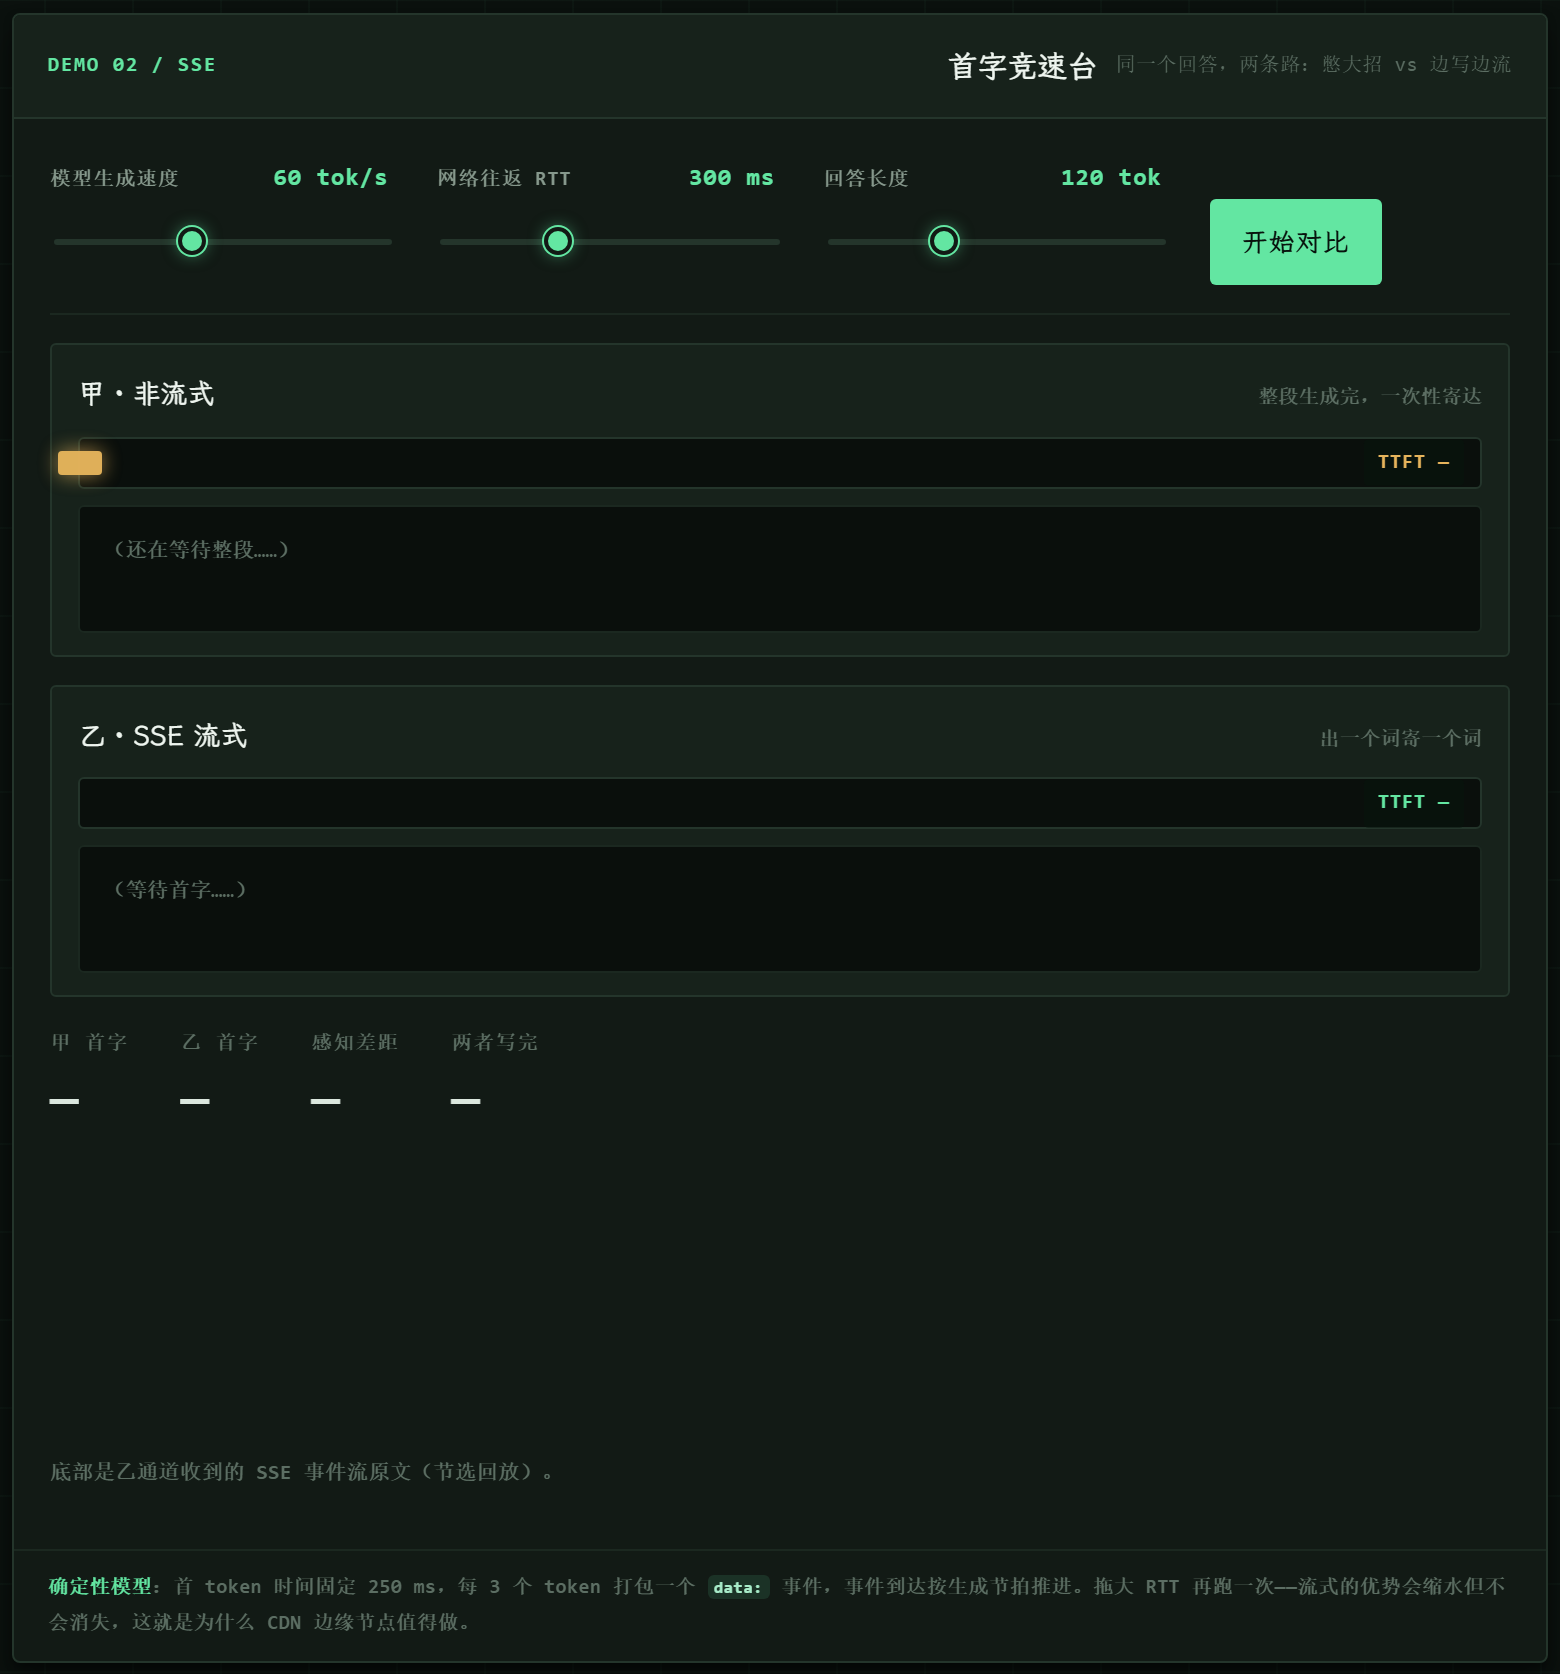 DEMO 02 / SSE
首字竞速台 同一个回答，两条路：憋大招 vs 边写边流
模型生成速度 60 tok/s 网络往返 RTT 300 ms 回答长度 120 tok
开始对比
甲·非流式 整段生成完，一次性寄达
TTFT —
（还在等待整段……）
乙·SSE 流式 出一个词寄一个词
TTFT —
（等待首字……）
甲 首字 乙 首字 感知差距 两者写完
— — — —
底部是乙通道收到的 SSE 事件流原文（节选回放）。
确定性模型：首 token 时间固定 250 ms，每 3 个 token 打包一个 data: 事件，事件到达按生成节拍推进。拖大 RTT 再跑一次——流式的优势会缩水但不
会消失，这就是为什么 CDN 边缘节点值得做。